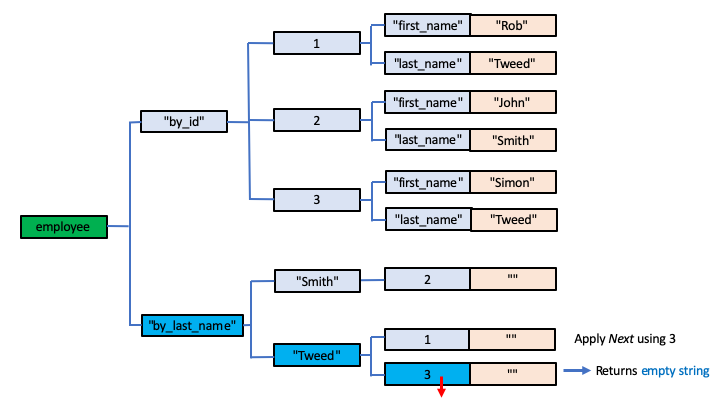 "first_name" "Rob"
1
"last_name" "Tweed"
"first_name" "John"
"by_id" 2
"last_name" "Smith"
"first_name" "Simon"
3
"last_name" "Tweed"
employee
"Smith" 2 ""
"by_last_name"
1 "" Apply Next using 3
"Tweed"
3 "" Returns empty string